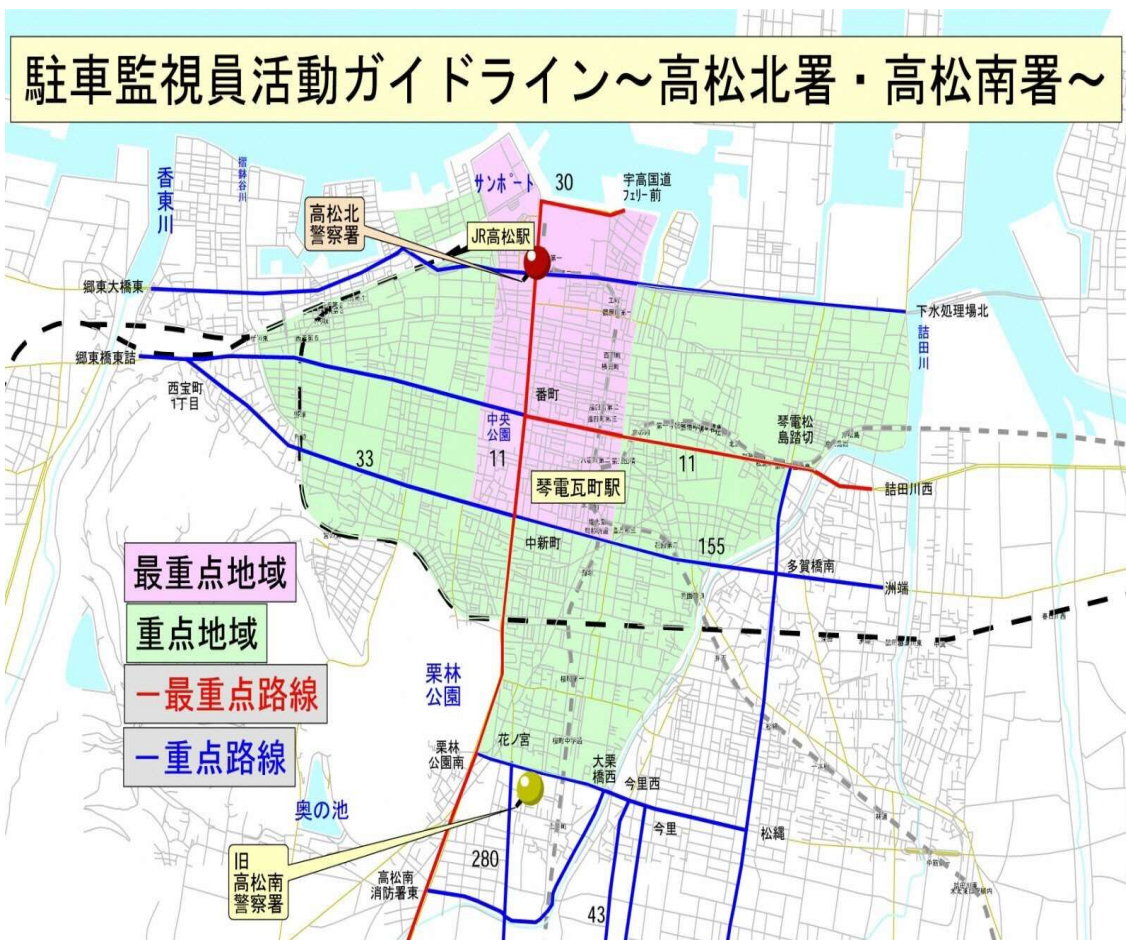 駐車監視員活動ガイドライン～高松北署・高松南署～
香東川
摺鉢谷川
サンポート
30
宇高国道
フェリー前
高松北
警察署
JR高松駅
郷東大橋東
下水処理場北
詰田川
郷東橋東詰
西宝町
1丁目
番町
中央
公園
琴電松
島踏切
33
11
11
琴電瓦町駅
詰田川西
中新町
155
多賀橋南
洲端
最重点地域
重点地域
ー最重点路線
ー重点路線
栗林
公園
栗林
公園南
花ノ宮
大栗
橋西
今里西
今里
松縄
奥の池
旧
高松南
警察署
280
高松南
消防署東
43